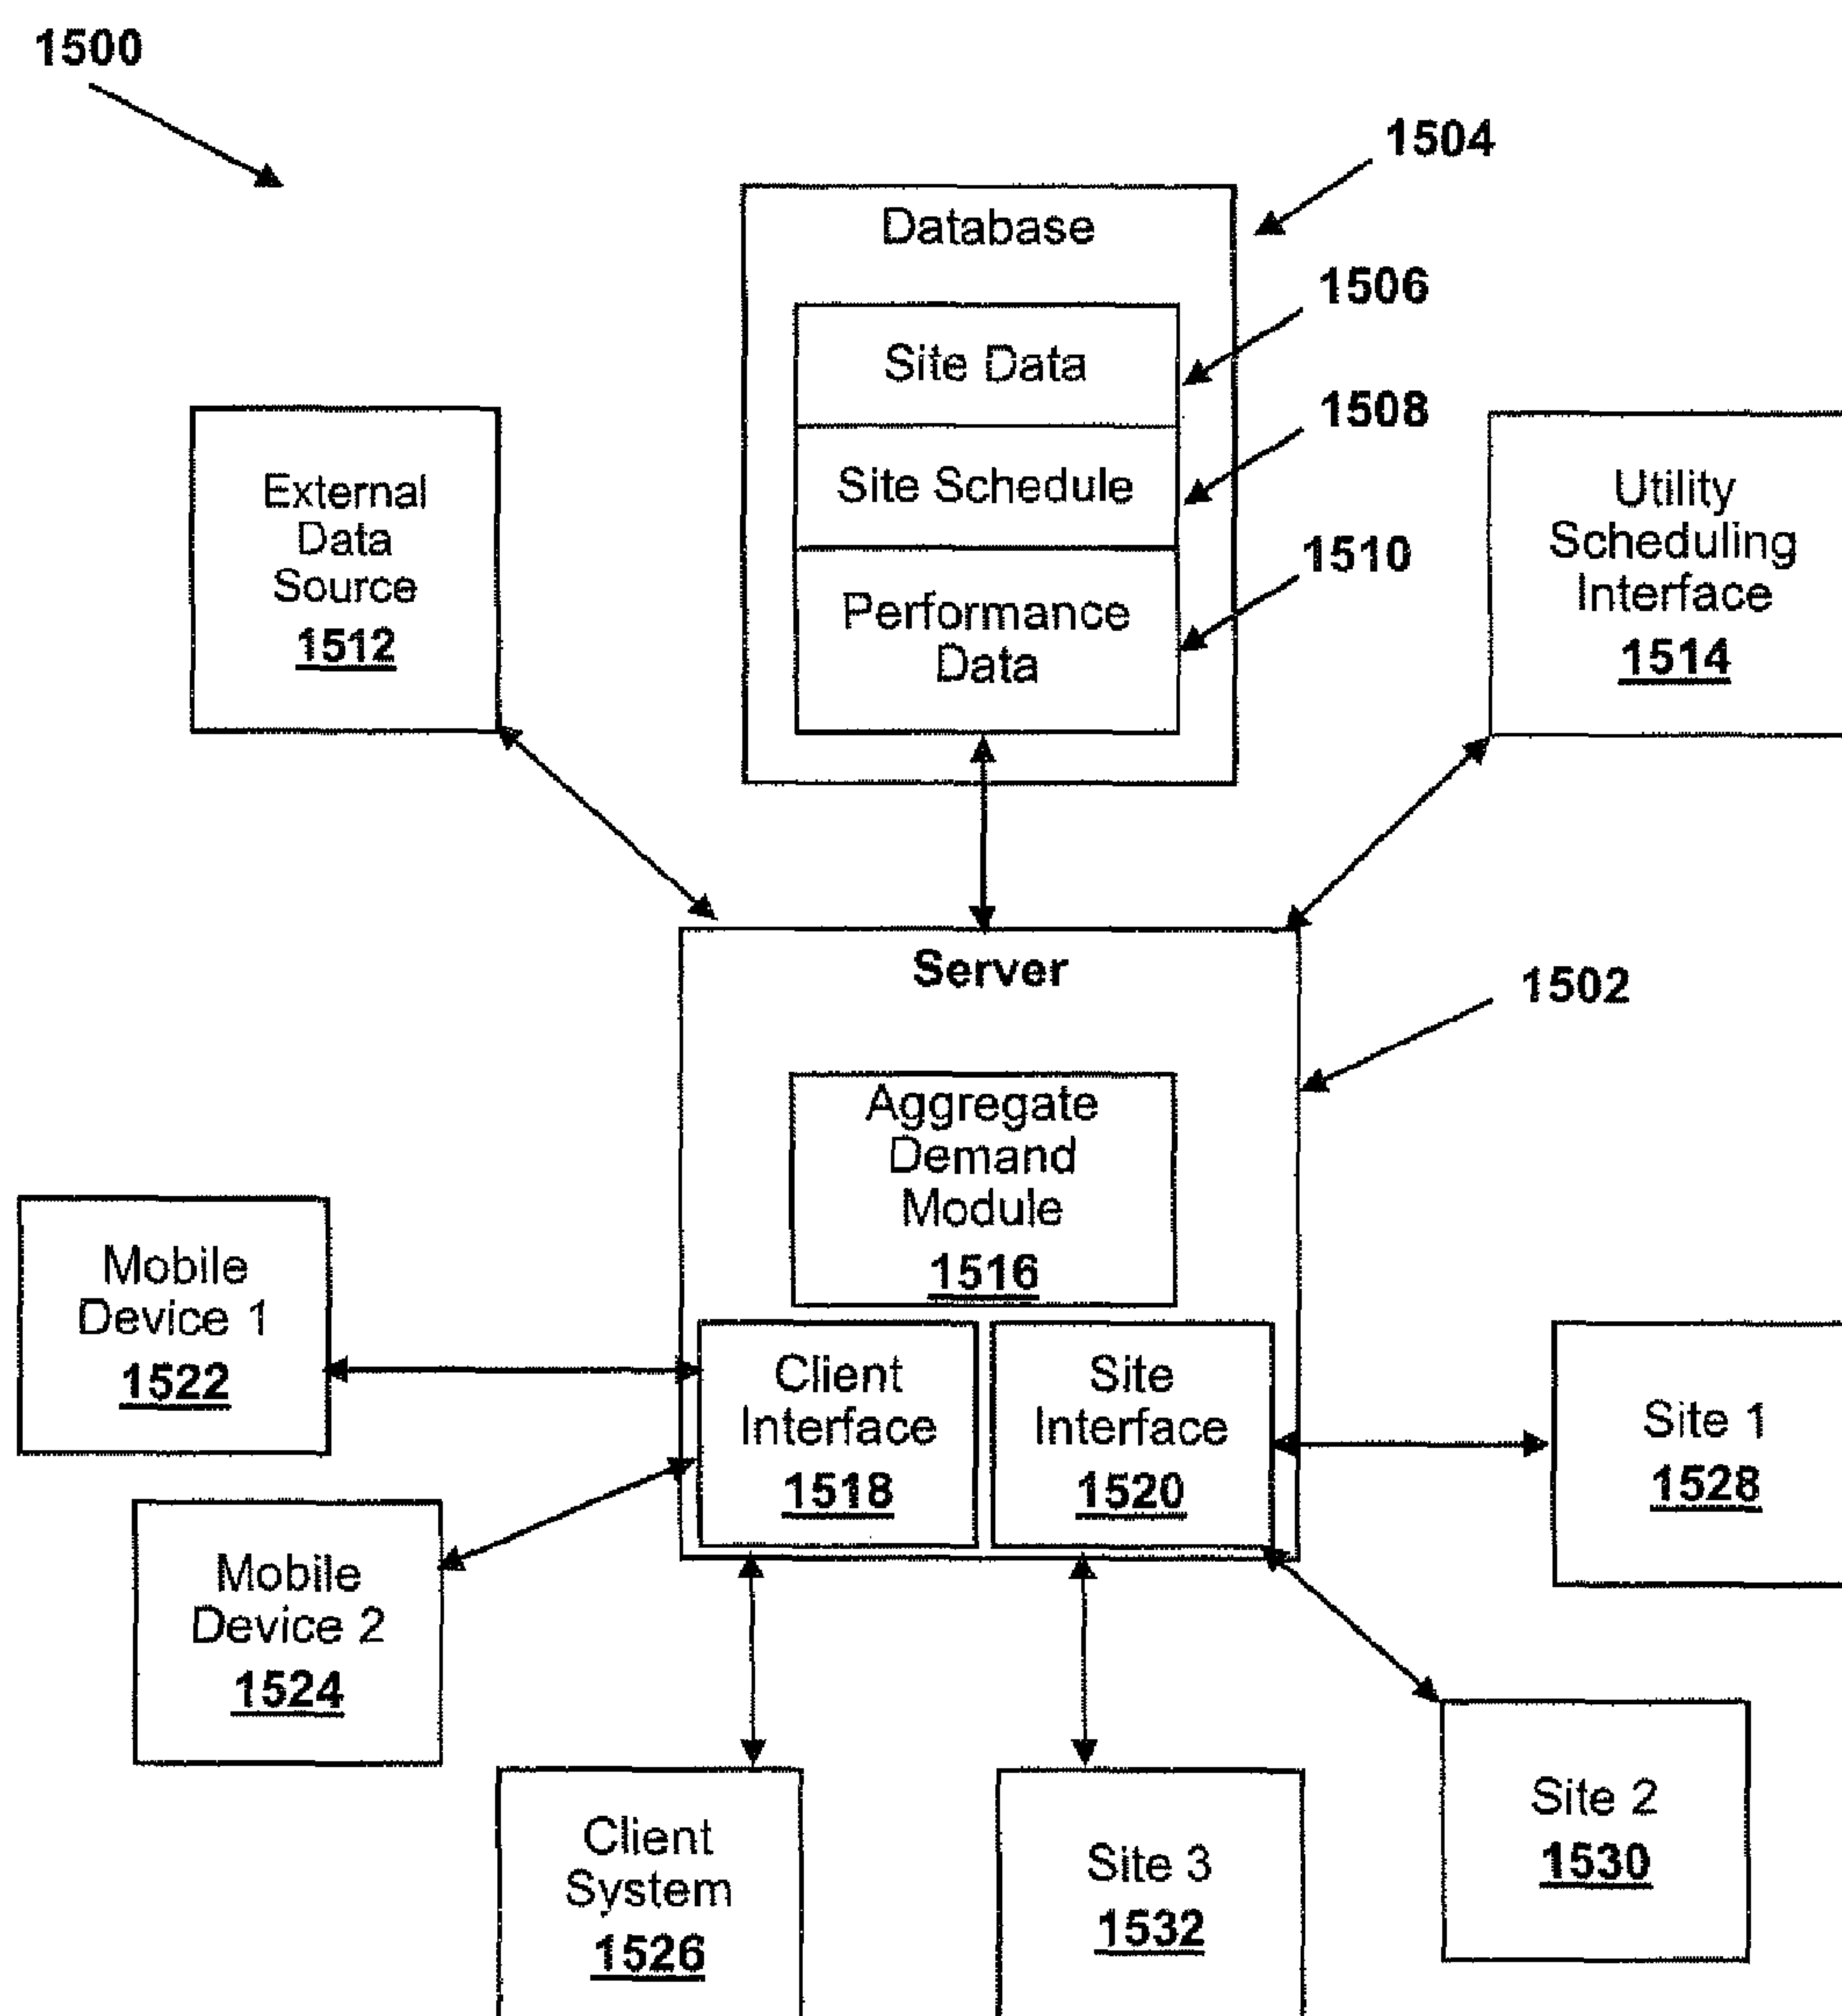 1500
1504
Database
1506
Site Data
1508
Site Schedule
1510
Performance
Data
External
Data
Source
1512
Utility
Scheduling
Interface
1514
Server
1502
Aggregate
Demand
Module
1516
Mobile
Device 1
1522
Client
Interface
1518
Site
Interface
1520
Site 1
1528
Mobile
Device 2
1524
Client
System
1526
Site 3
1532
Site 2
1530